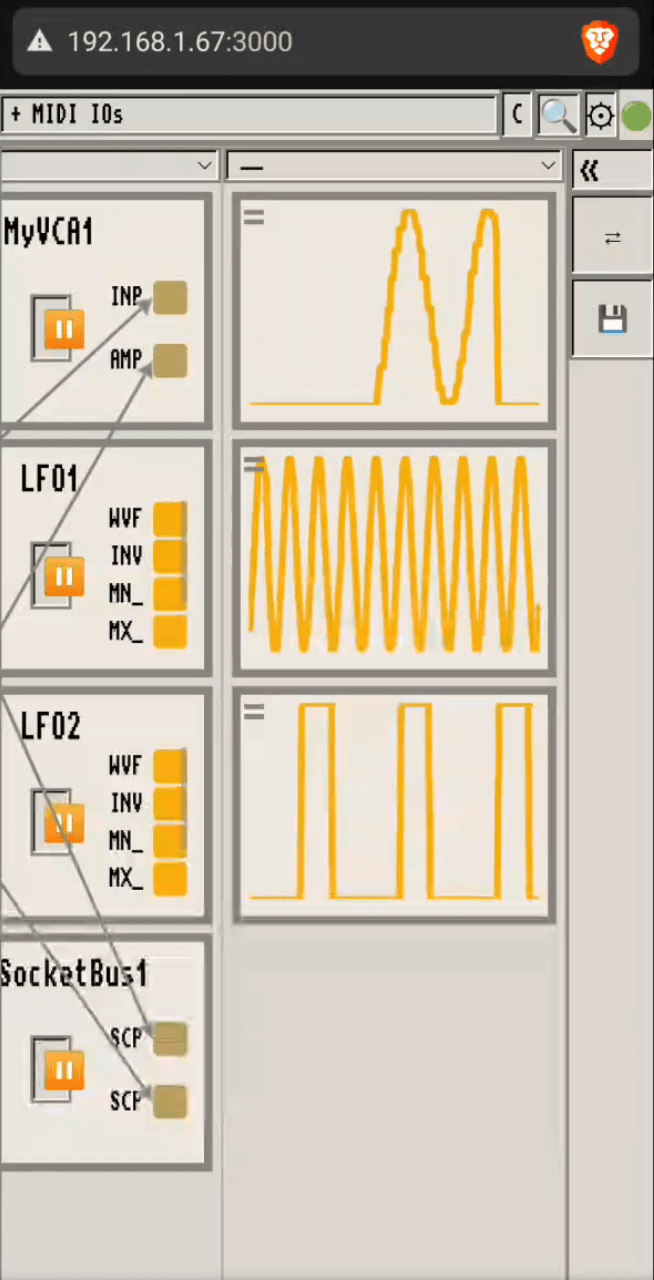 192.168.1.67:3000
+ MIDI IOs
C
—
«
MyVCA1
INP
AMP
LFO1
WVF
INV
MN_
MX_
LFO2
WVF
INV
MN_
MX_
SocketBus1
SCP
SCP